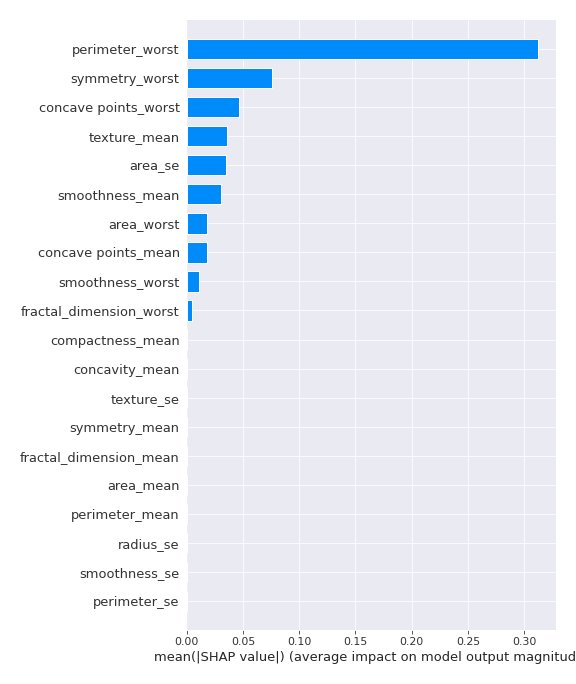 perimeter_worst
symmetry_worst
concave points_worst
texture_mean
area_se
smoothness_mean
area_worst
concave points_mean
smoothness_worst
fractal_dimension_worst
compactness_mean
concavity_mean
texture_se
symmetry_mean
fractal_dimension_mean
area_mean
perimeter_mean
radius_se
smoothness_se
perimeter_se
0.00 0.05 0.10 0.15 0.20 0.25 0.30
mean(|SHAP value|) (average impact on model output magnitud